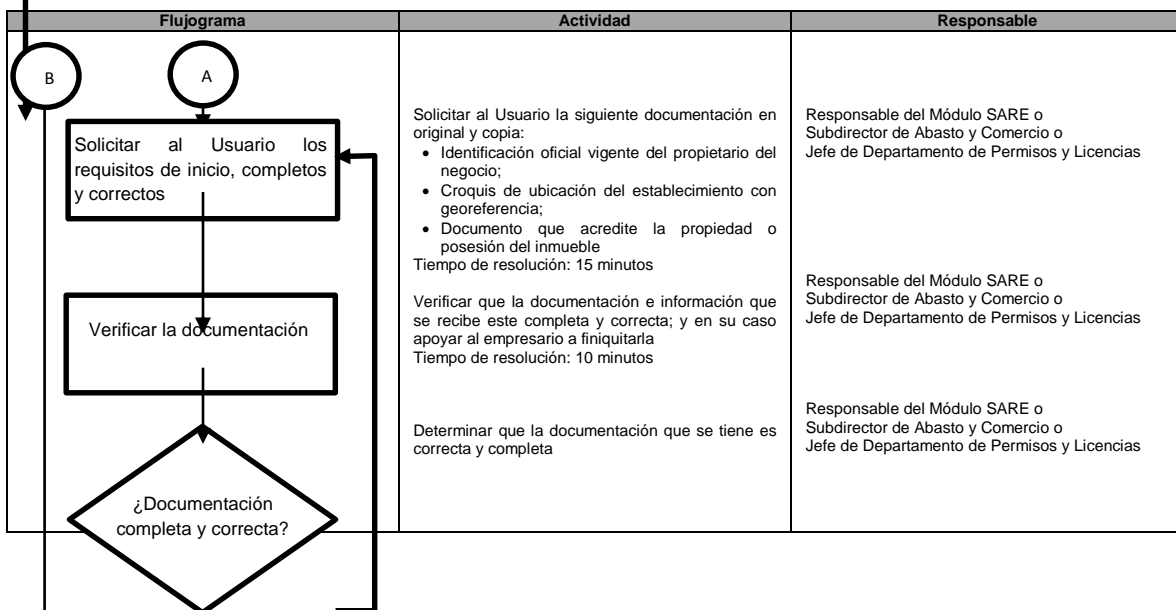 Flujograma
Actividad
Responsable
B
A
Solicitar al Usuario los
requisitos de inicio, completos
y correctos
Verificar la documentación
¿Documentación
completa y correcta?
Solicitar al Usuario la siguiente documentación en
original y copia:
• Identificación oficial vigente del propietario del
negocio;
• Croquis de ubicación del establecimiento con
georeferencia;
• Documento que acredite la propiedad o
posesión del inmueble
Tiempo de resolución: 15 minutos
Verificar que la documentación e información que
se recibe este completa y correcta; y en su caso
apoyar al empresario a finiquitarla
Tiempo de resolución: 10 minutos
Determinar que la documentación que se tiene es
correcta y completa
Responsable del Módulo SARE o
Subdirector de Abasto y Comercio o
Jefe de Departamento de Permisos y Licencias
Responsable del Módulo SARE o
Subdirector de Abasto y Comercio o
Jefe de Departamento de Permisos y Licencias
Responsable del Módulo SARE o
Subdirector de Abasto y Comercio o
Jefe de Departamento de Permisos y Licencias